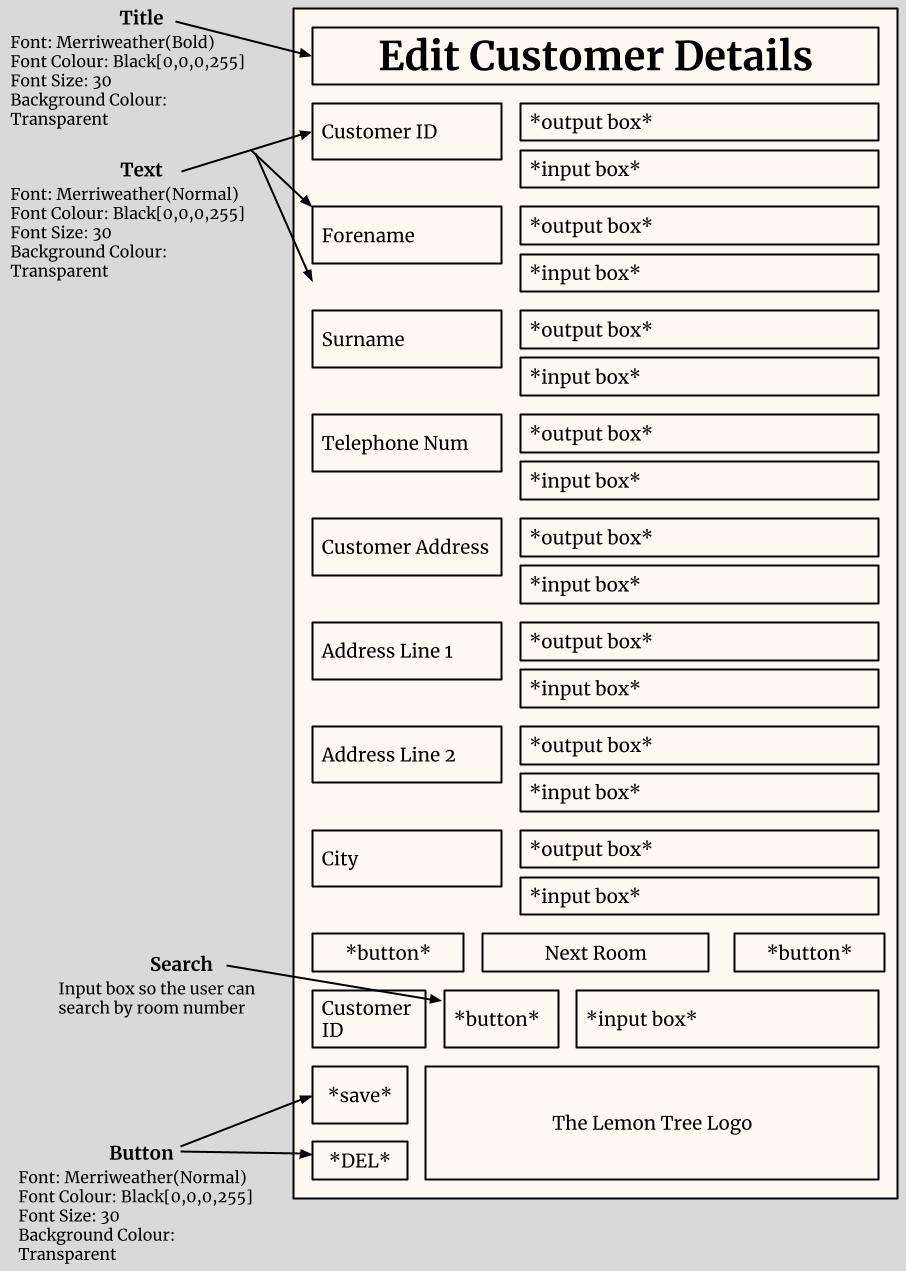 Title
Font: Merriweather(Bold)
Font Colour: Black[0,0,0,255]
Font Size: 30
Background Colour:
Transparent
Text
Font: Merriweather(Normal)
Font Colour: Black[0,0,0,255]
Font Size: 30
Background Colour:
Transparent
Edit Customer Details
Customer ID
*output box*
*input box*
Forename
*output box*
*input box*
Surname
*output box*
*input box*
Telephone Num
*output box*
*input box*
Customer Address
*output box*
*input box*
Address Line 1
*output box*
*input box*
Address Line 2
*output box*
*input box*
City
*output box*
*input box*
*button*
Next Room
*button*
Search
Input box so the user can
search by room number
Customer
ID
*button*
*input box*
*save*
The Lemon Tree Logo
*DEL*
Button
Font: Merriweather(Normal)
Font Colour: Black[0,0,0,255]
Font Size: 30
Background Colour:
Transparent